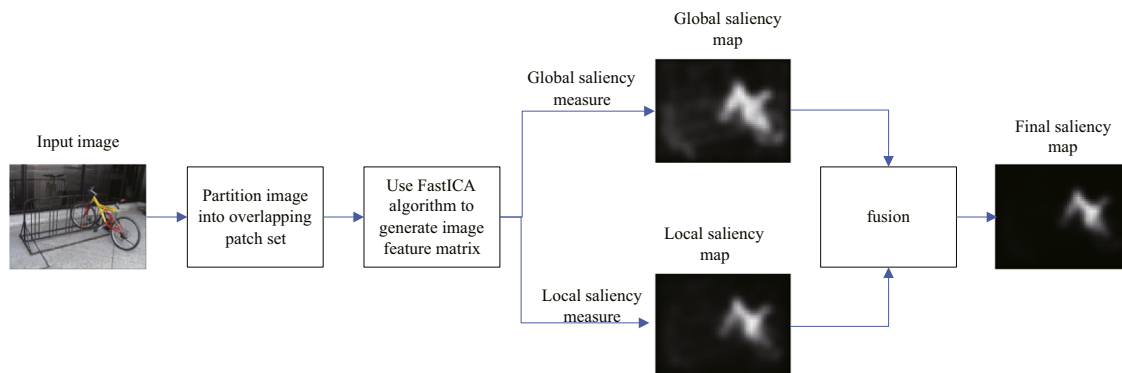 Input image
Partition image
into overlapping
patch set
Use FastICA
algorithm to
generate image
feature matrix
Global saliency
measure
Local saliency
measure
Global saliency
map
Local saliency
map
fusion
Final saliency
map